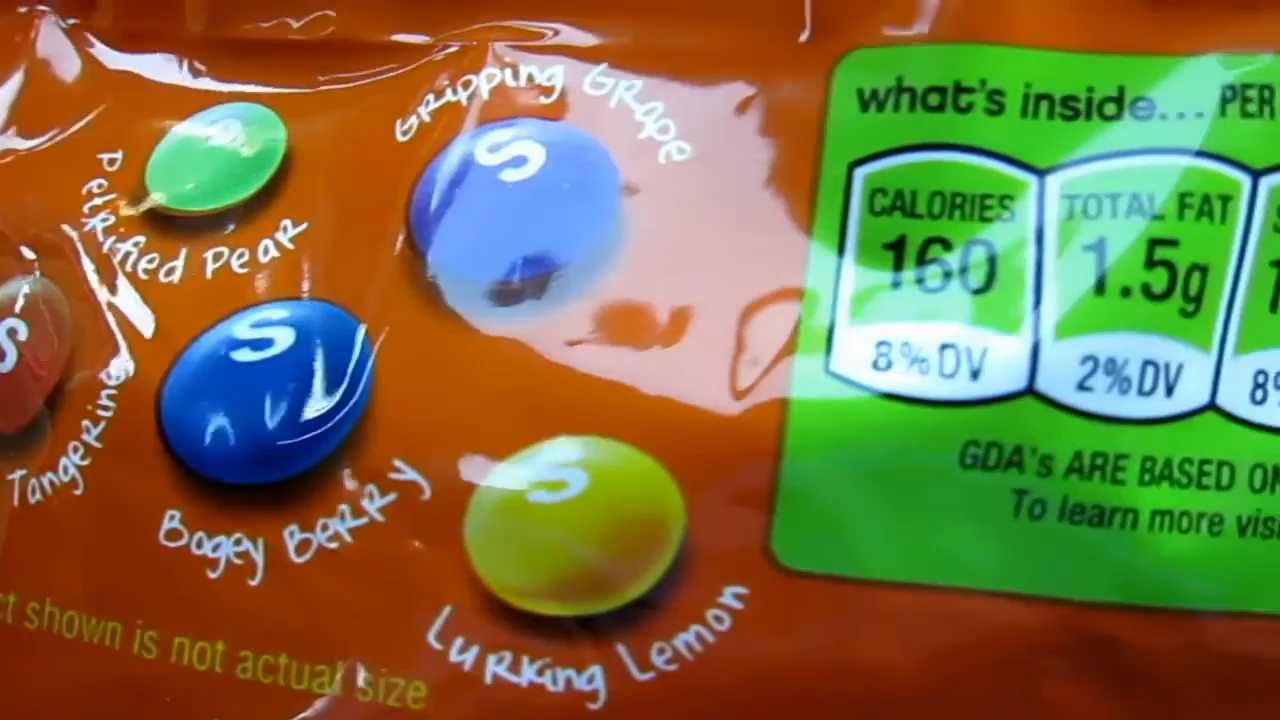 Gripping Grape
Petrified Pear
S
S
S
Tangerine
Bogey Berry
S
Lurking Lemon
shown is not actual size
what's inside... PER
CALORIES
160
8%DV
TOTAL FAT
1.5g
2%DV
GDA's ARE BASED ON
To learn more